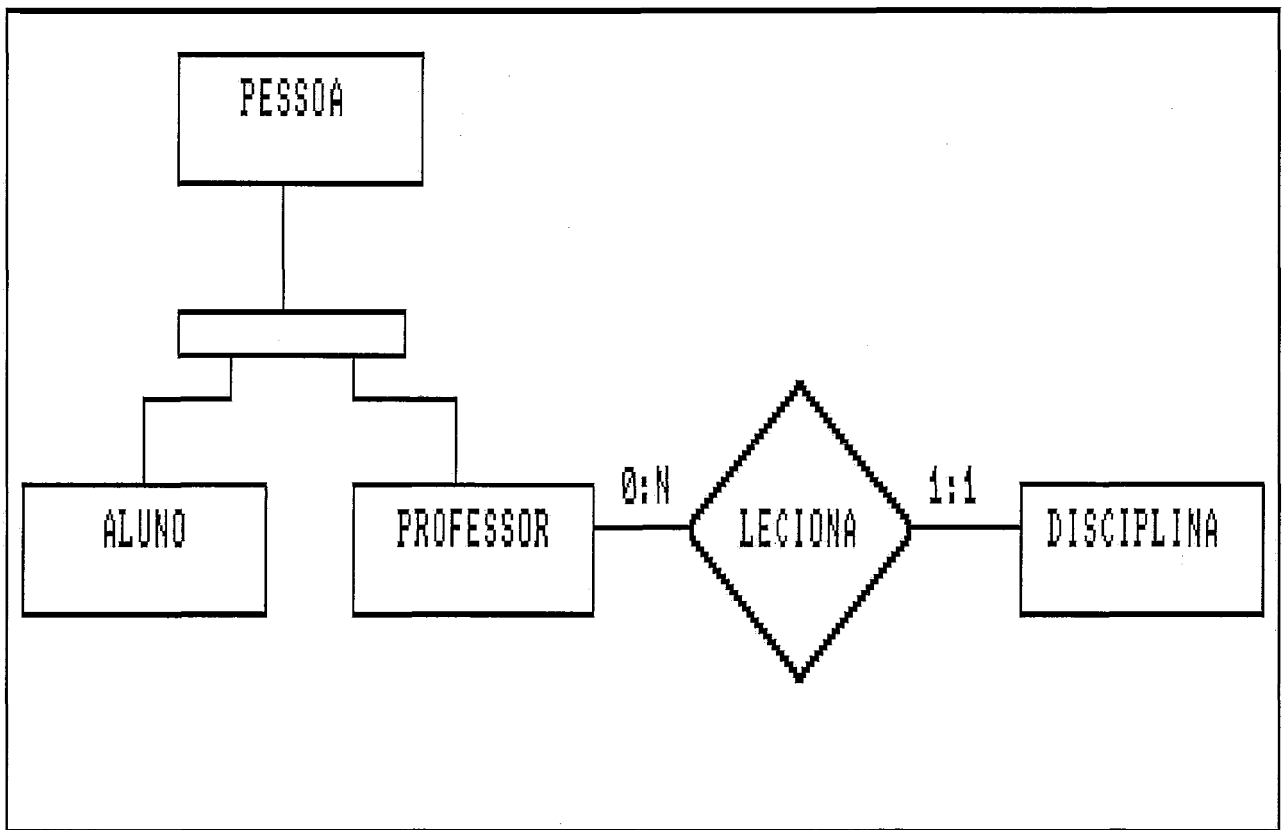 PESSOA
0:N
1:1
ALUNO
PROFESSOR
LECIONA
DISCIPLINA